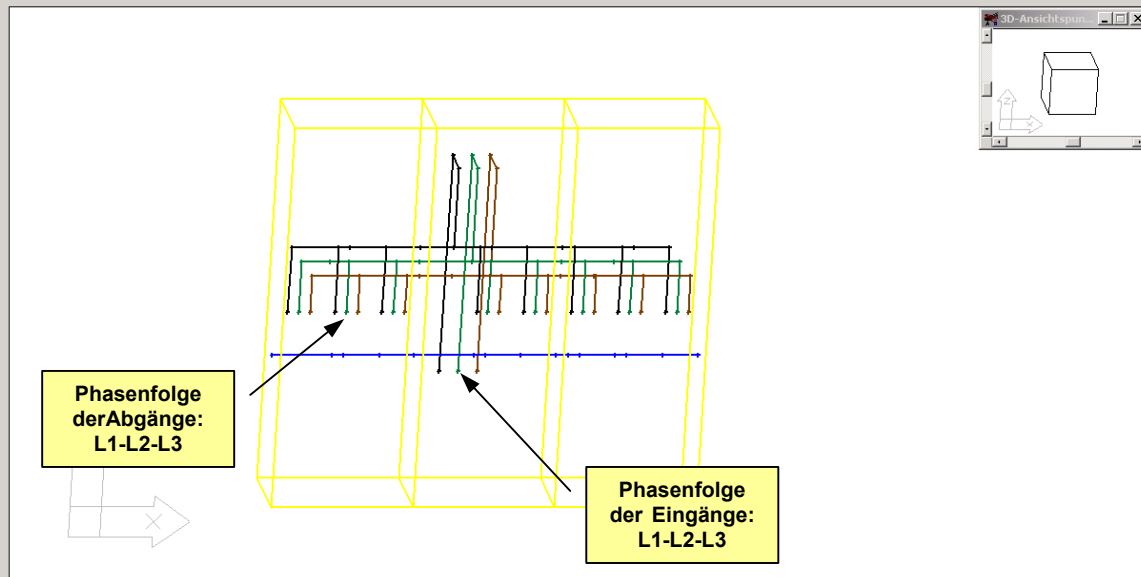 3D-Ansichtspun...
Z
X
Phasenfolge
derAbgänge:
L1-L2-L3
Phasenfolge
der Eingänge:
L1-L2-L3
X